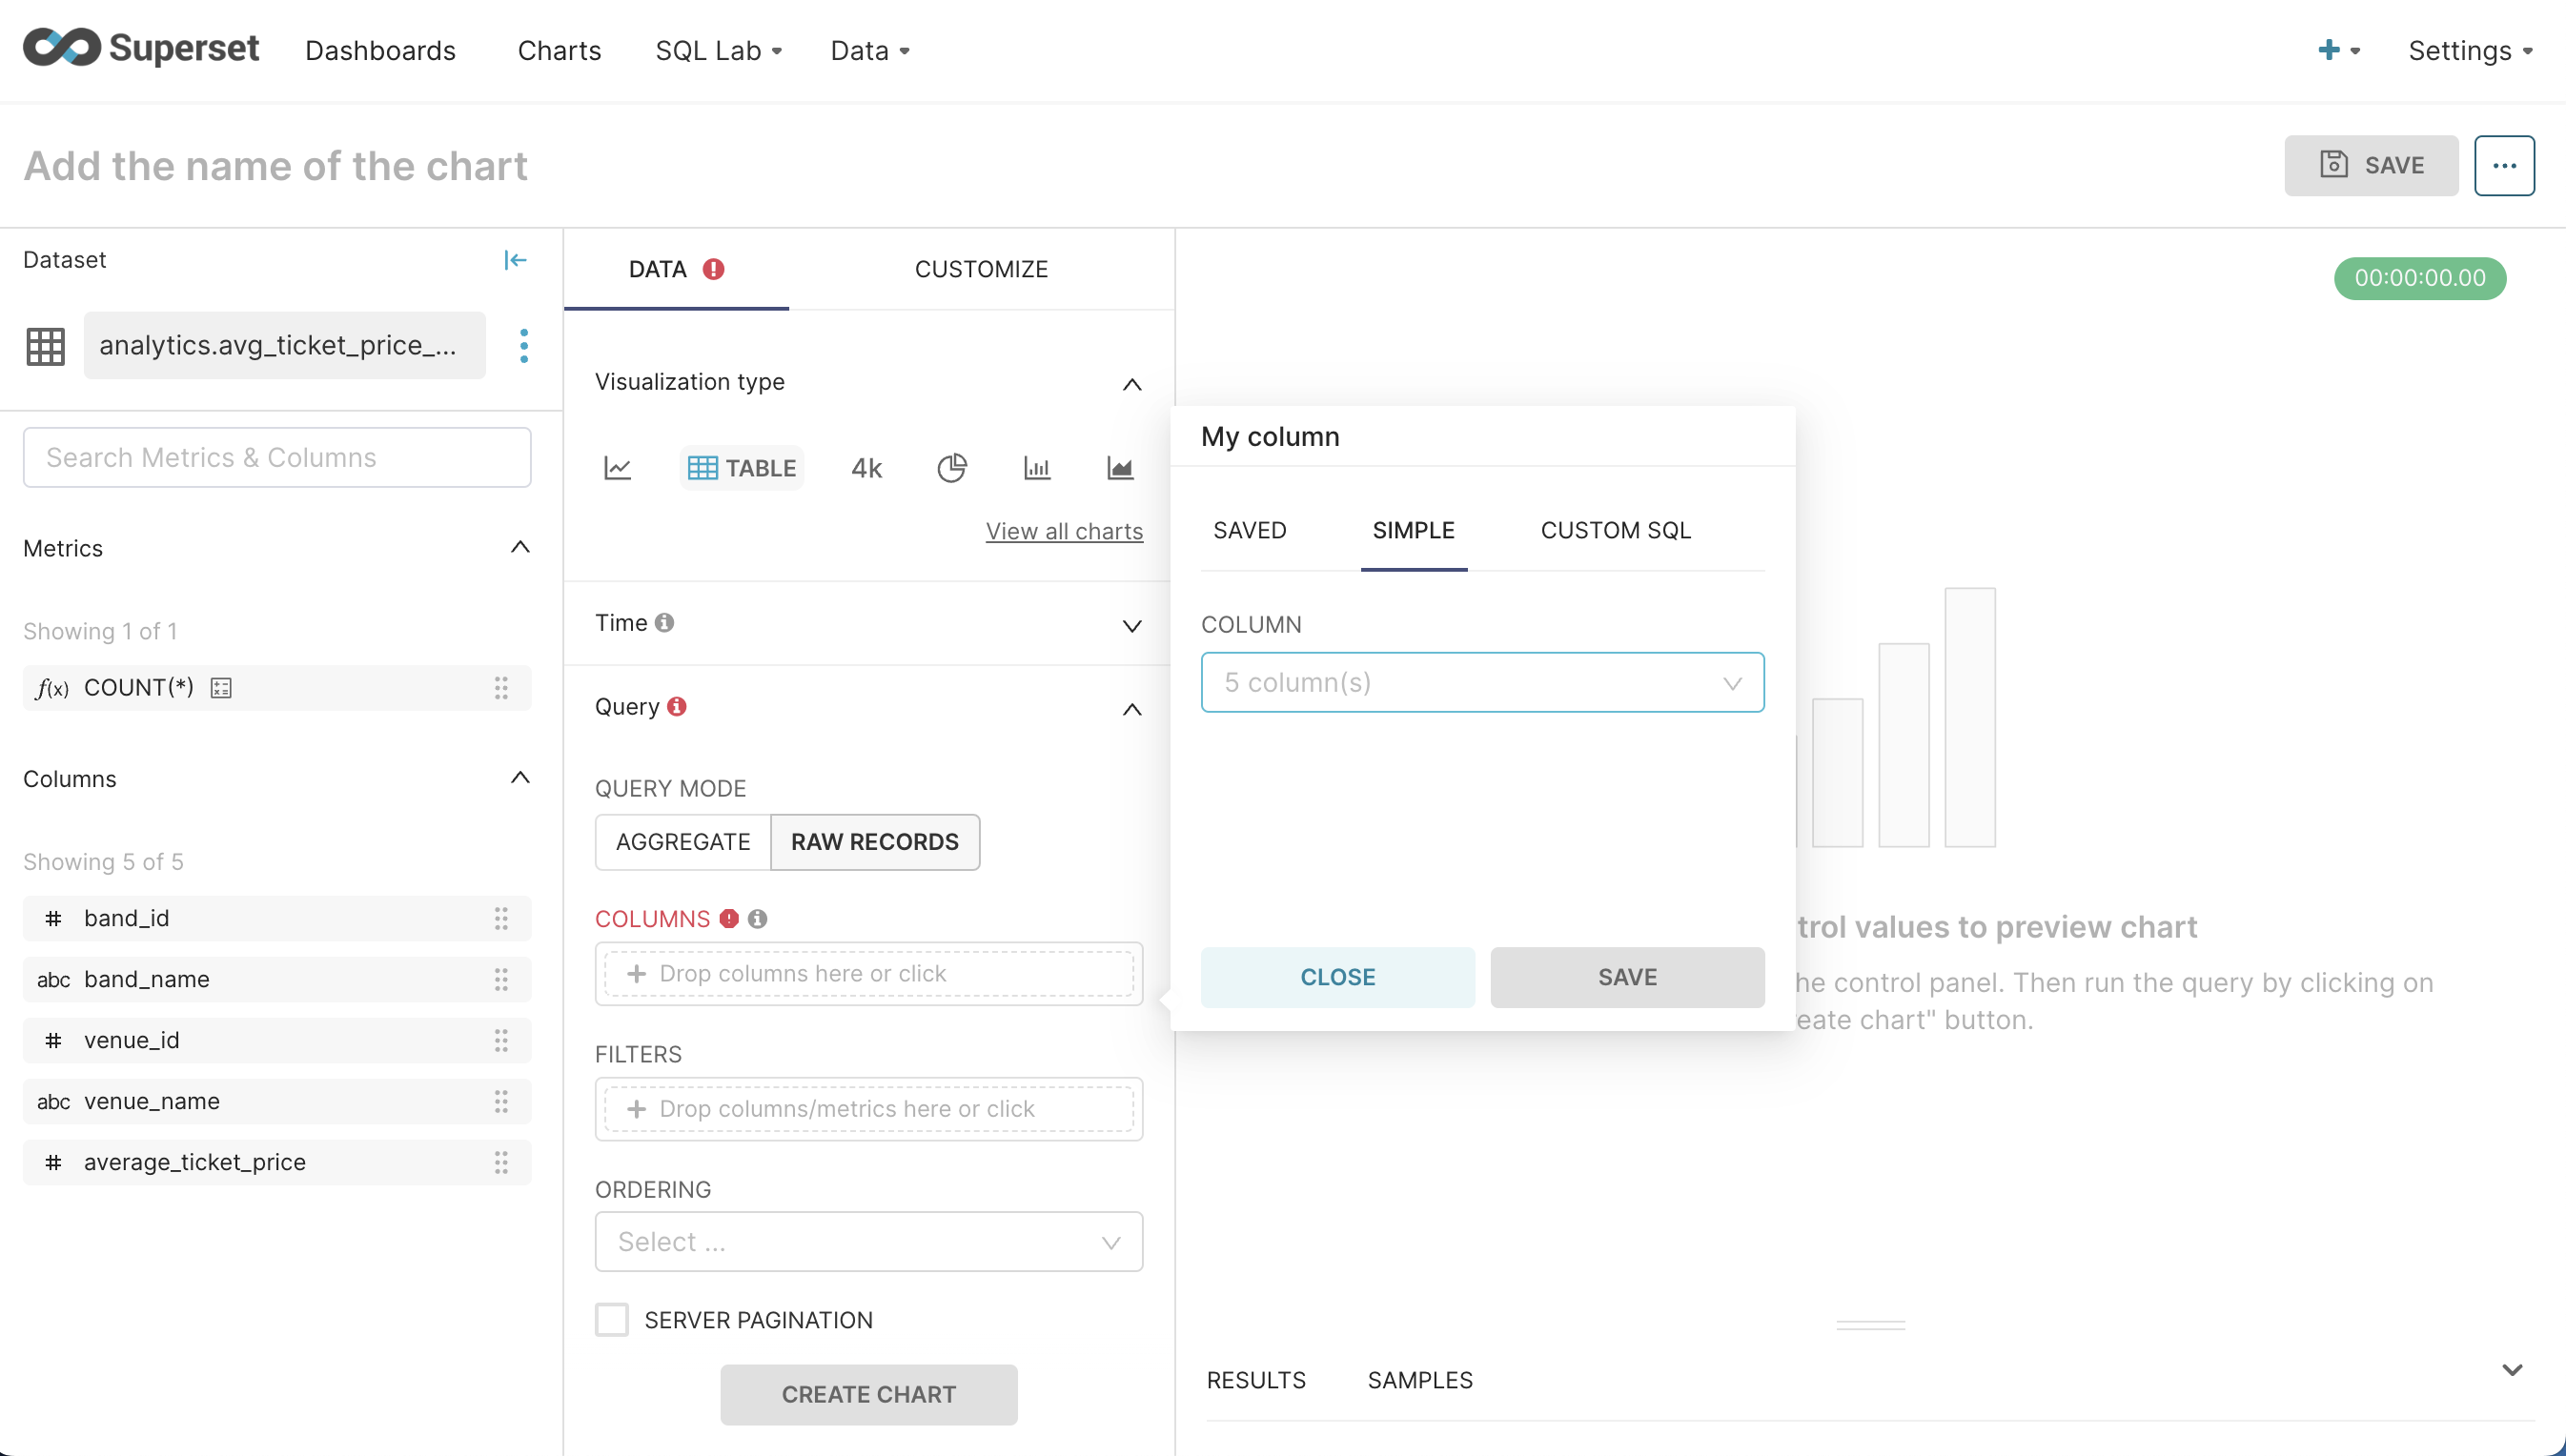 Superset
Dashboards
Charts
SQL Lab
Data
Settings
Add the name of the chart
SAVE
Dataset
analytics.avg_ticket_price_...
Search Metrics & Columns
Metrics
Showing 1 of 1
f(x) COUNT(*)
Columns
Showing 5 of 5
# band_id
abc band_name
# venue_id
abc venue_name
# average_ticket_price
DATA
CUSTOMIZE
Visualization type
TABLE
4k
View all charts
Time
Query
QUERY MODE
AGGREGATE
RAW RECORDS
COLUMNS
+ Drop columns here or click
FILTERS
+ Drop columns/metrics here or click
ORDERING
Select ...
SERVER PAGINATION
CREATE CHART
00:00:00.00
My column
SAVED
SIMPLE
CUSTOM SQL
COLUMN
5 column(s)
CLOSE
SAVE
trol values to preview chart
he control panel. Then run the query by clicking on
eate chart" button.
RESULTS
SAMPLES